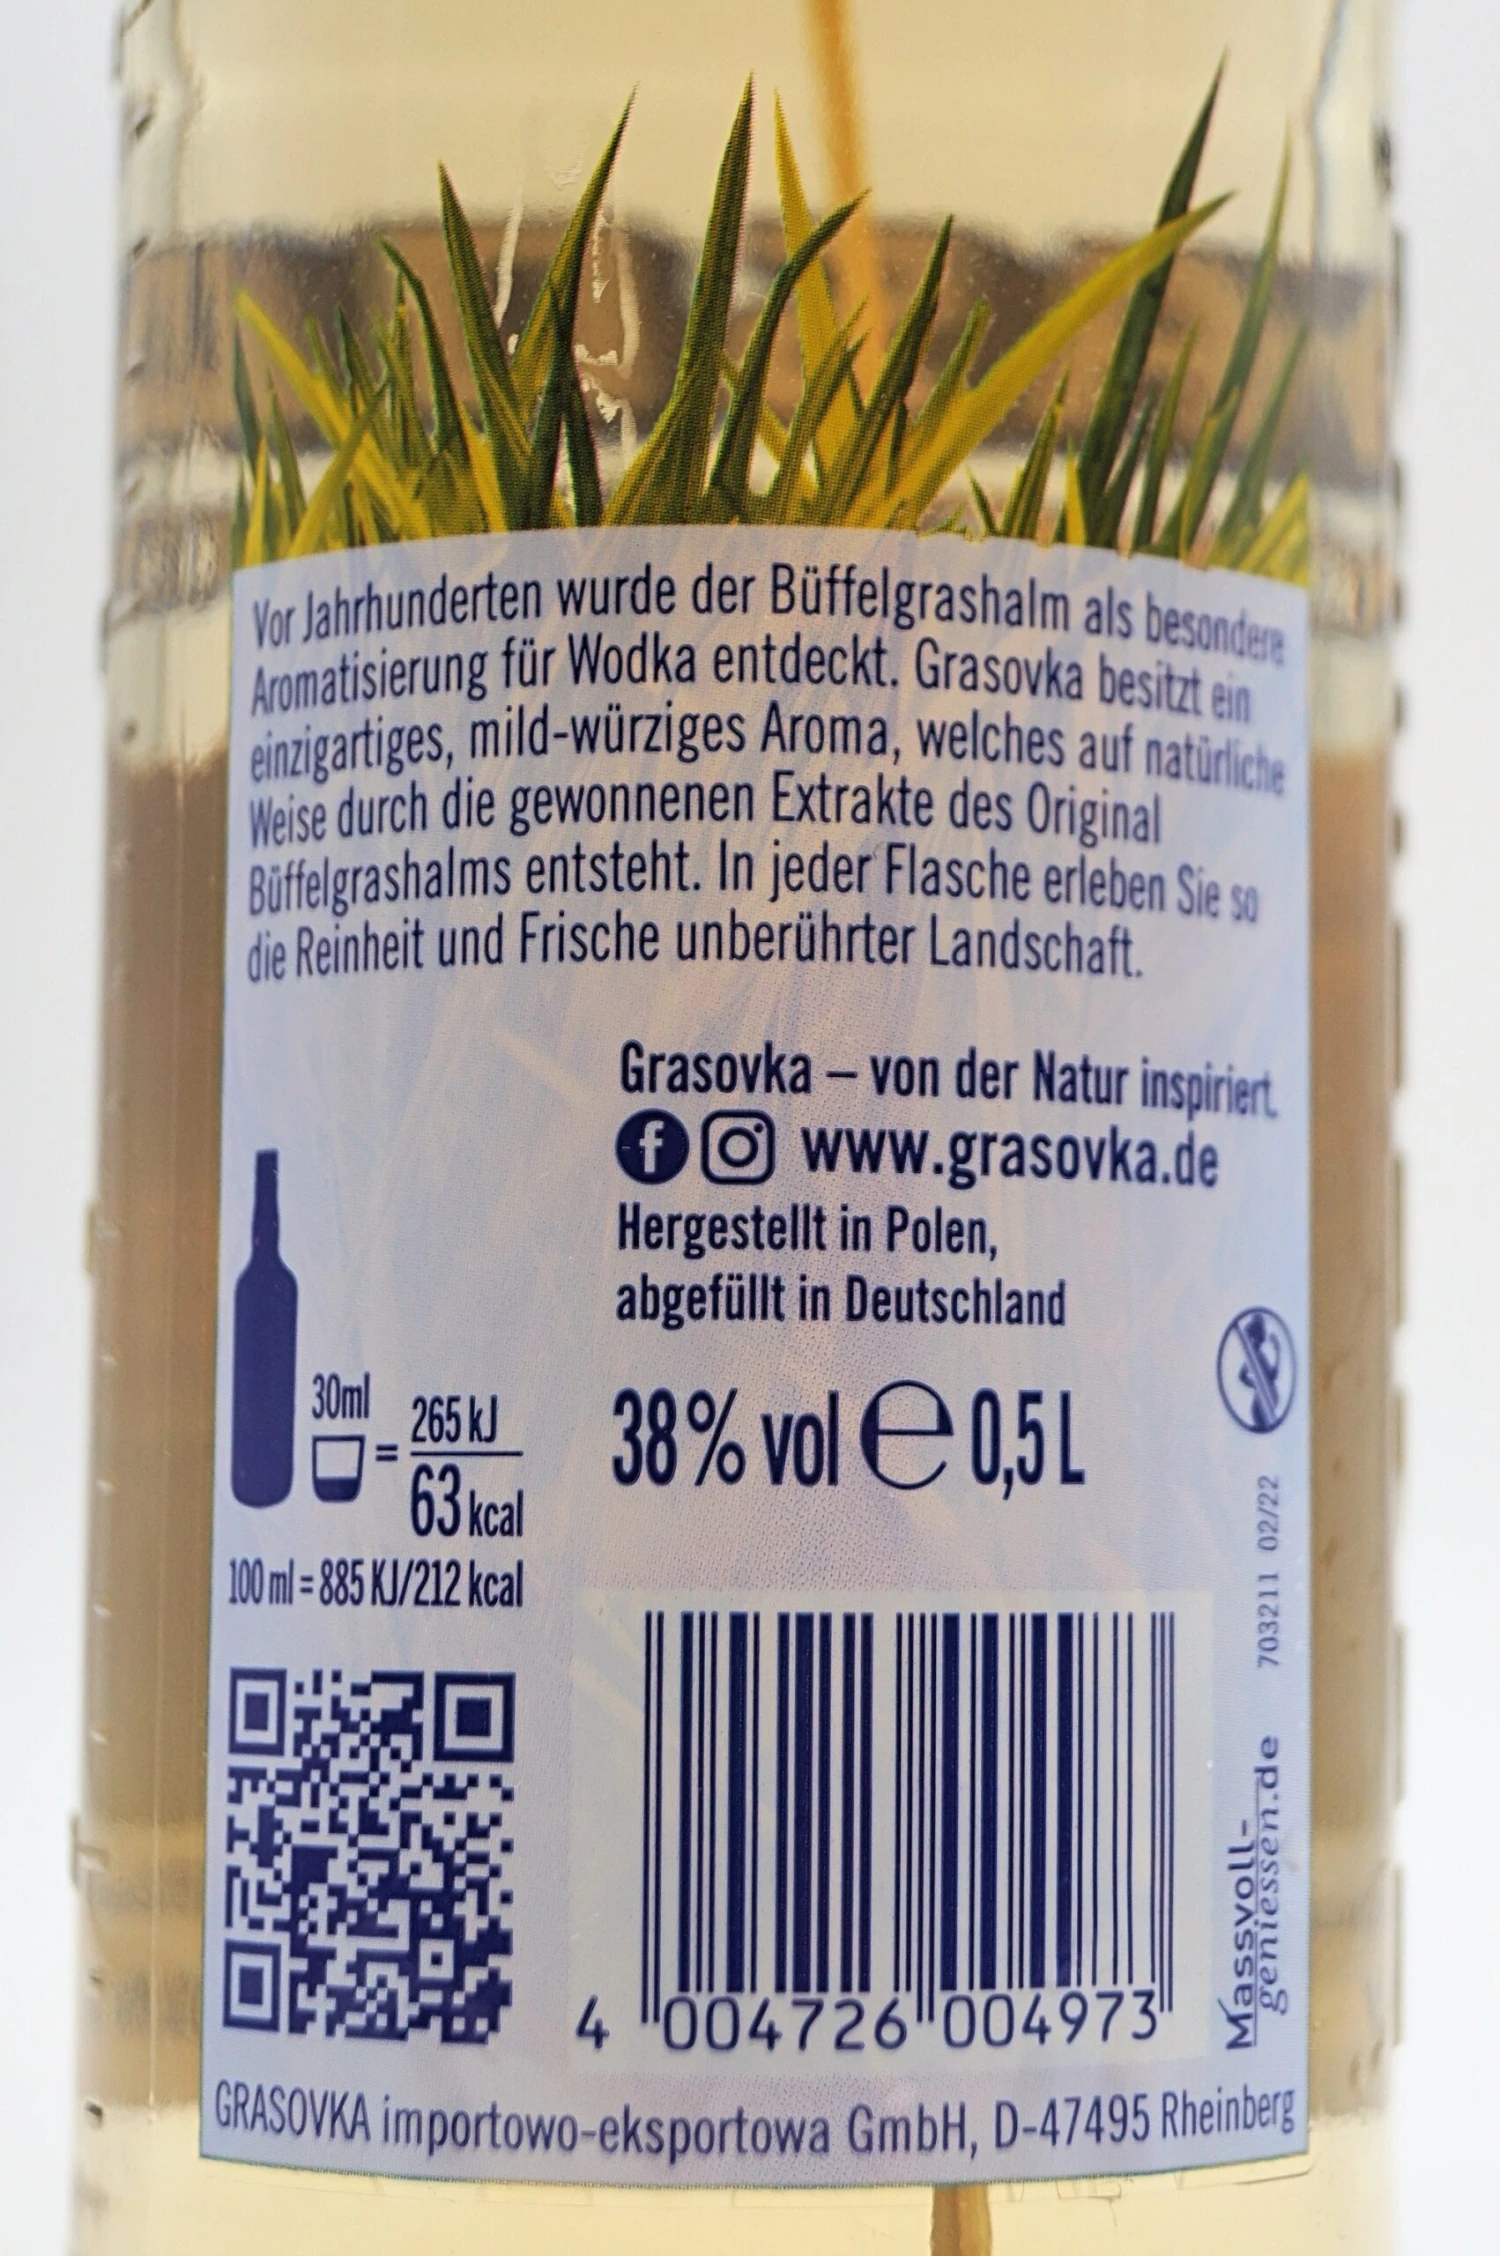 Vor Jahrhunderten wurde der Büffelgrashalm als besondere
Aromatisierung für Wodka entdeckt. Grasovka besitzt ein
einzigartiges, mild-würziges Aroma, welches auf natürliche
Weise durch die gewonnenen Extrakte des Original
Büffelgrashalms entsteht. In jeder Flasche erleben Sie so
die Reinheit und Frische unberührter Landschaft.
Grasovka – von der Natur inspiriert.
www.grasovka.de
Hergestellt in Polen,
abgefüllt in Deutschland
30ml
= 265 kJ
63 kcal
100 ml = 885 KJ/212 kcal
38% vol e 0,5 L
703211 02/22
Massvoll-
geniessen.de
4 004726 004973
GRASOVKA importowo-eksportowa GmbH, D-47495 Rheinberg